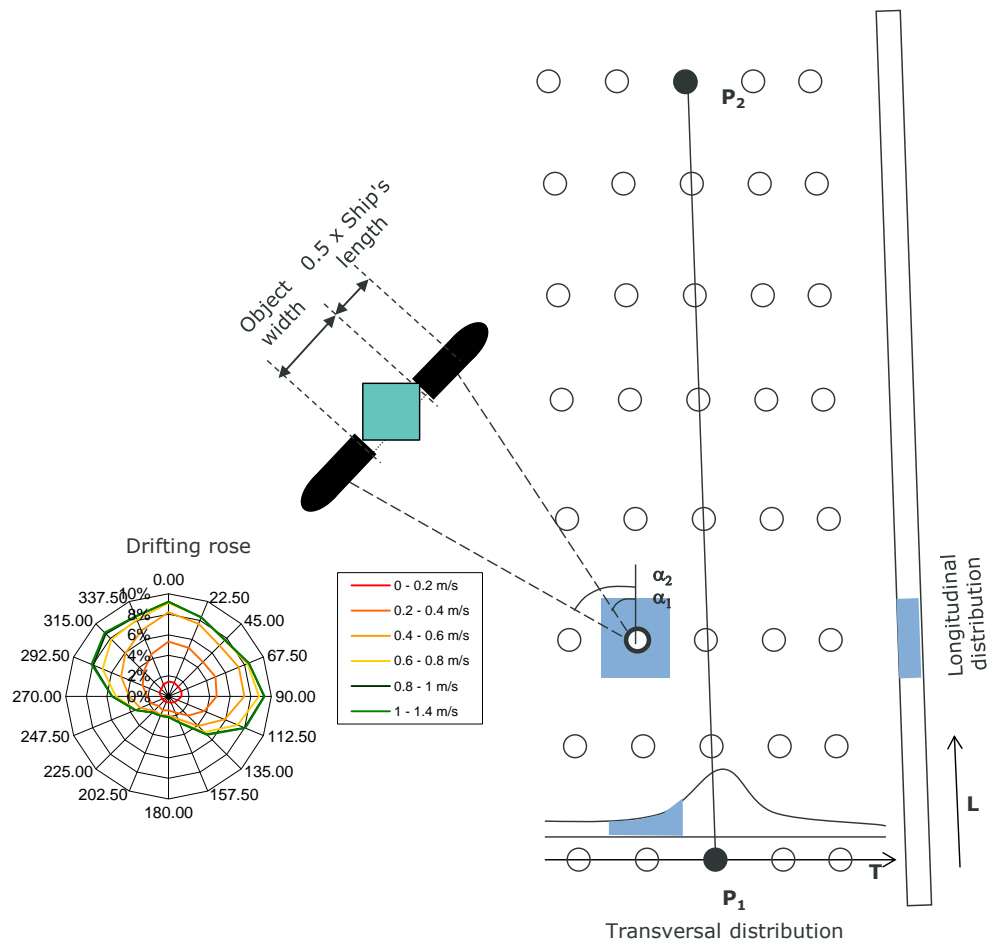 P2
0.5 x Ship's
length
Object
width
α2
α1
Drifting rose
0.00
22.50
45.00
67.50
90.00
112.50
135.00
157.50
180.00
202.50
225.00
247.50
270.00
292.50
315.00
337.50
10%
8%
6%
4%
2%
0%
0 - 0.2 m/s
0.2 - 0.4 m/s
0.4 - 0.6 m/s
0.6 - 0.8 m/s
0.8 - 1 m/s
1 - 1.4 m/s
Longitudinal
distribution
L
T
P1
Transversal distribution